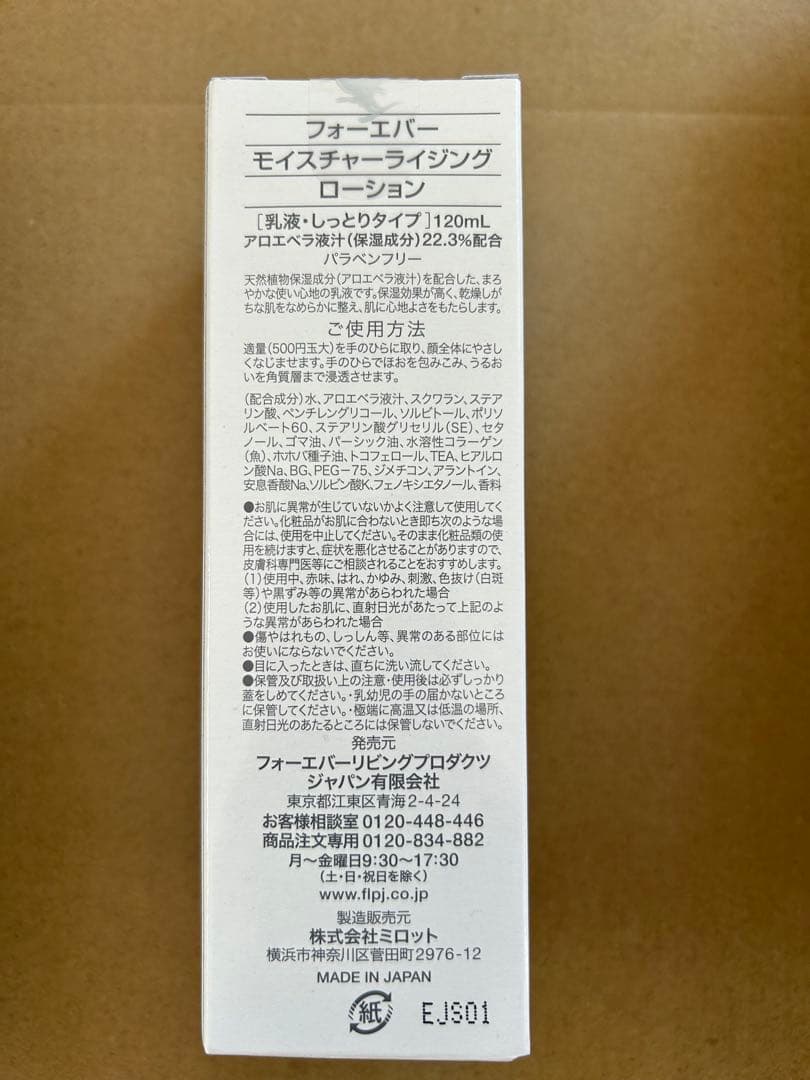 フォーエバー
モイスチャーライジング
ローション
［乳液・しっとりタイプ］120mL
アロエベラ液汁（保湿成分）22.3%配合
パラベンフリー
天然植物保湿成分（アロエベラ液汁）を配合した、まろ
やかな使い心地の乳液です。保湿効果が高く、乾燥しが
ちな肌をなめらかに整え、肌に心地よさをもたらします。
ご使用方法
適量（500円玉大）を手のひらに取り、顔全体にやさし
くなじませます。手のひらでほおを包みこみ、うるお
いを角質層まで浸透させます。
（配合成分）水、アロエベラ液汁、スクワラン、ステア
リン酸、ペンチレングリコール、ソルビトール、ポリソ
ルベート60、ステアリン酸グリセリル（SE）、セタ
ノール、ゴマ油、パーシック油、水溶性コラーゲン
（魚）、ホホバ種子油、トコフェロール、TEA、ヒアルロ
ン酸Na、BG、PEG－75、ジメチコン、アラントイン、
安息香酸Na、ソルビン酸K、フェノキシエタノール、香料
●お肌に異常が生じていないかよく注意して使用してく
ださい。化粧品がお肌に合わないとき即ち次のような場
合には、使用を中止してください。そのまま化粧品類の使
用を続けますと、症状を悪化させることがありますので、
皮膚科専門医等にご相談されることをおすすめします。
（1）使用中、赤味、はれ、かゆみ、刺激、色抜け（白斑
等）や黒ずみ等の異常があらわれた場合
（2）使用したお肌に、直射日光があたって上記のよ
うな異常があらわれた場合
●傷やはれもの、しっしん等、異常のある部位には
お使いにならないでください。
●目に入ったときは、直ちに洗い流してください。
●保管及び取扱い上の注意・使用後は必ずしっかり
蓋をしめてください。・乳幼児の手の届かないところ
に保管してください。・極端に高温又は低温の場所、
直射日光のあたるところには保管しないでください。
発売元
フォーエバーリビングプロダクツ
ジャパン有限会社
東京都江東区青海2-4-24
お客様相談室 0120-448-446
商品注文専用 0120-834-882
月～金曜日9:30～17:30
（土・日・祝日を除く）
www.flpj.co.jp
製造販売元
株式会社ミロット
横浜市神奈川区菅田町2976-12
MADE IN JAPAN
紙 EJS01